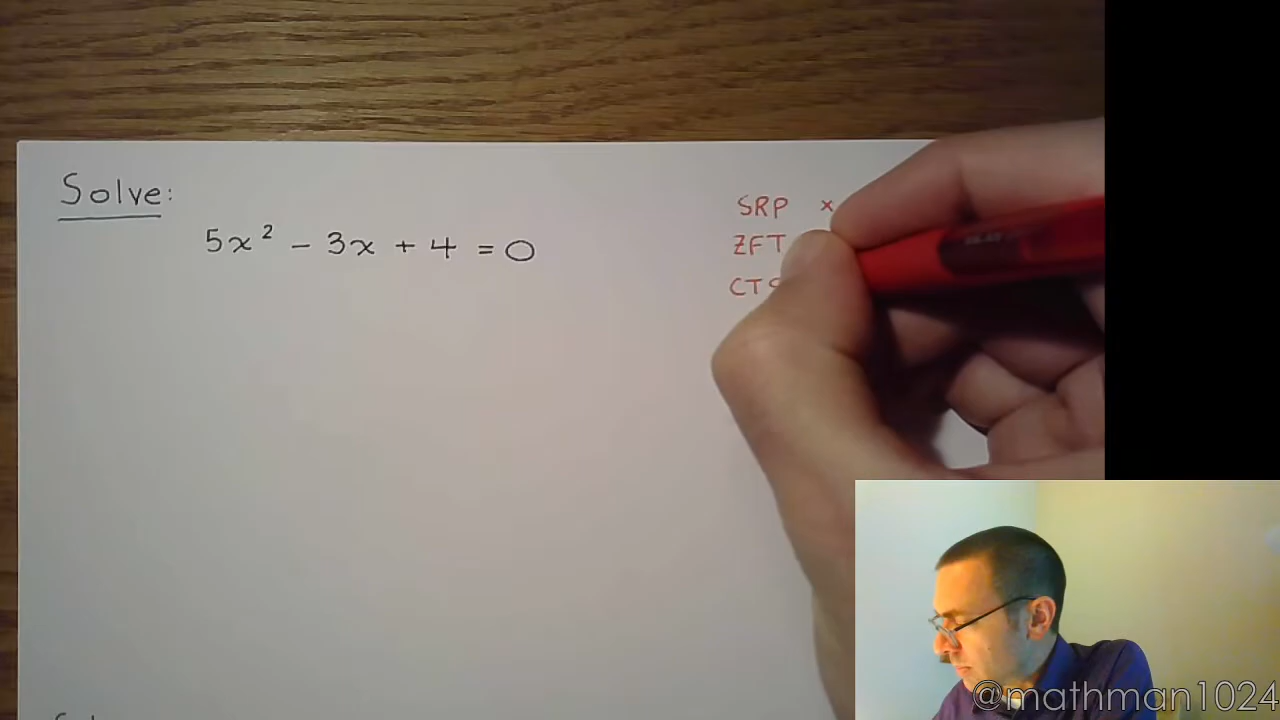 Solve:
5x² - 3x + 4 = 0
SRP ×
ZFT
@mathman1024